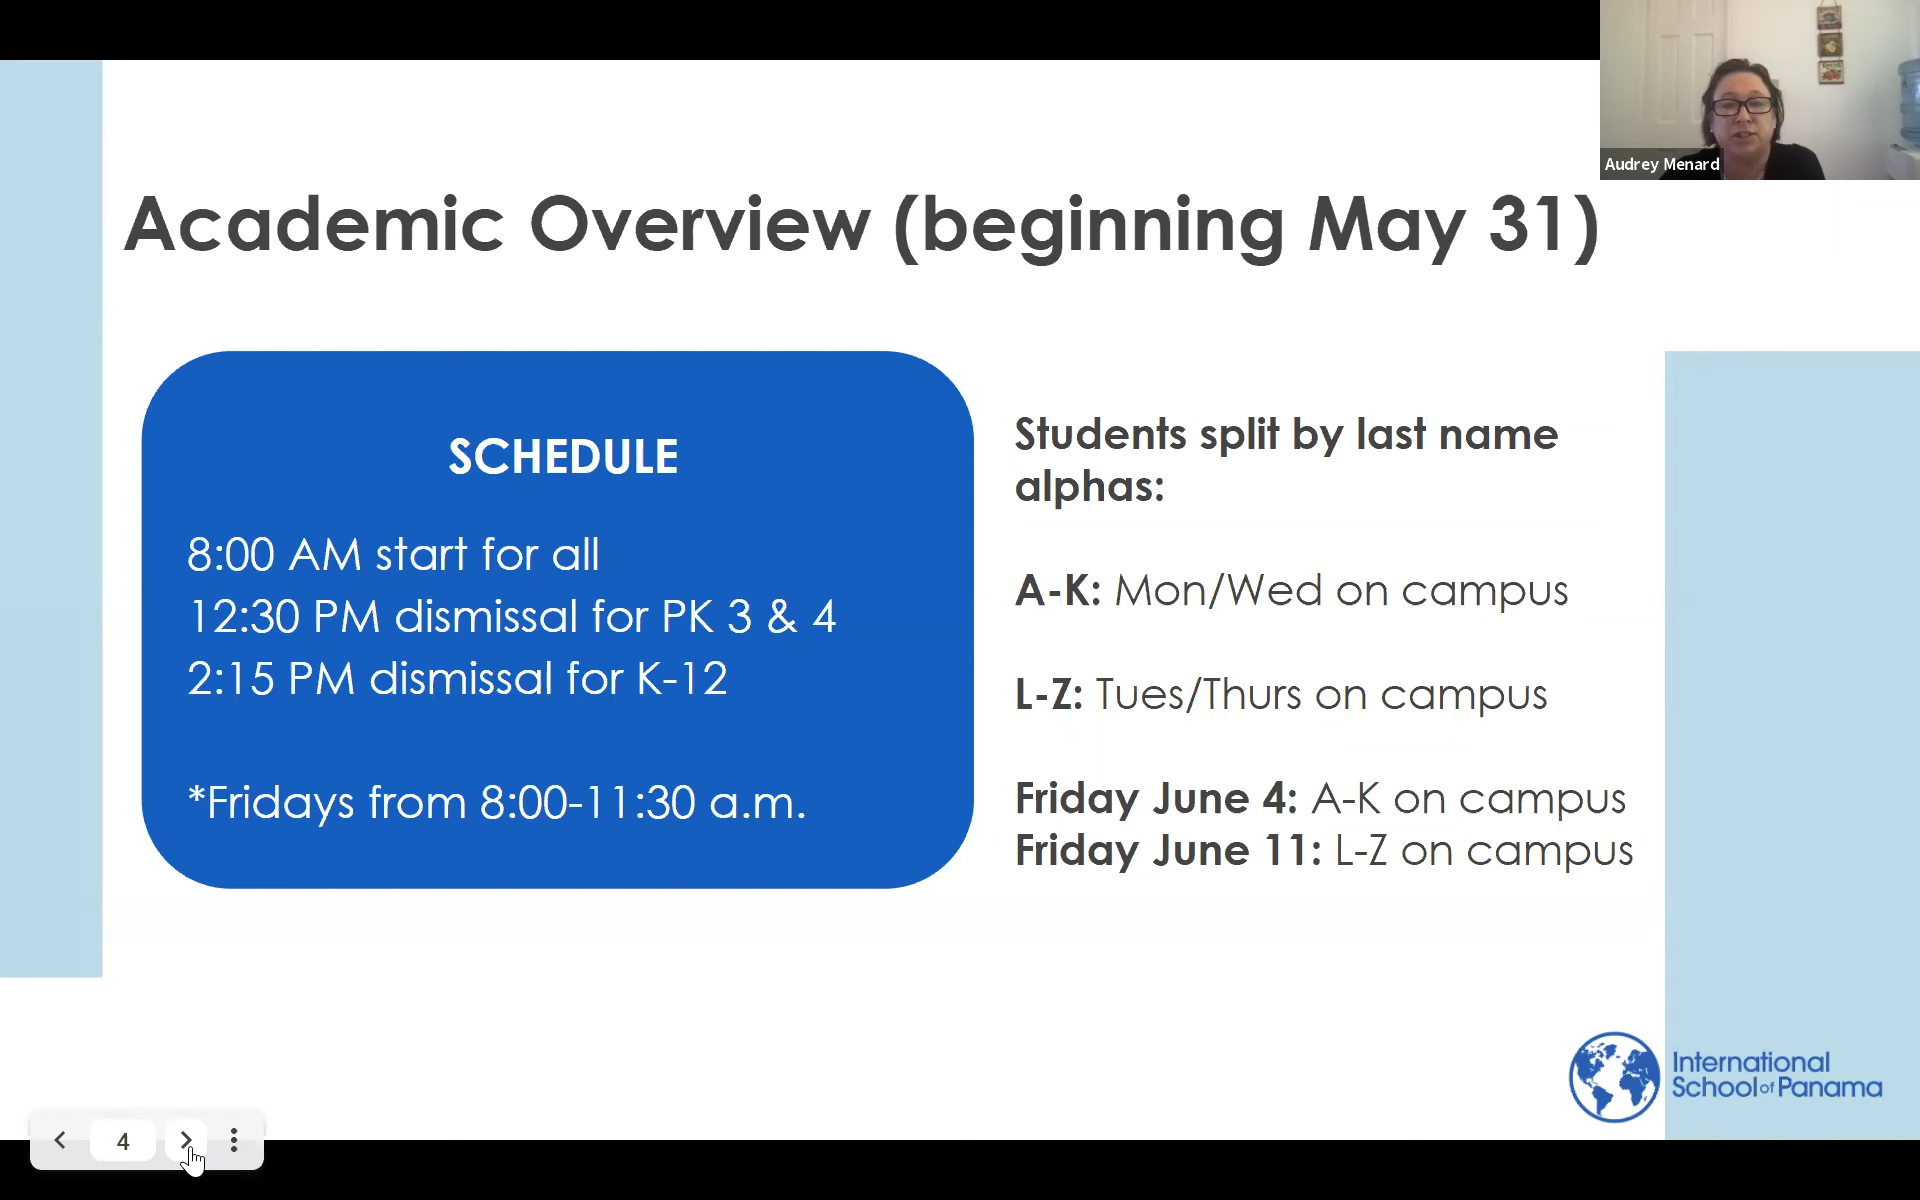 Audrey Menard
Academic Overview (beginning May 31)
SCHEDULE
8:00 AM start for all
12:30 PM dismissal for PK 3 & 4
2:15 PM dismissal for K-12
*Fridays from 8:00-11:30 a.m.
Students split by last name
alphas:
A-K: Mon/Wed on campus
L-Z: Tues/Thurs on campus
Friday June 4: A-K on campus
Friday June 11: L-Z on campus
International
School of Panama
4